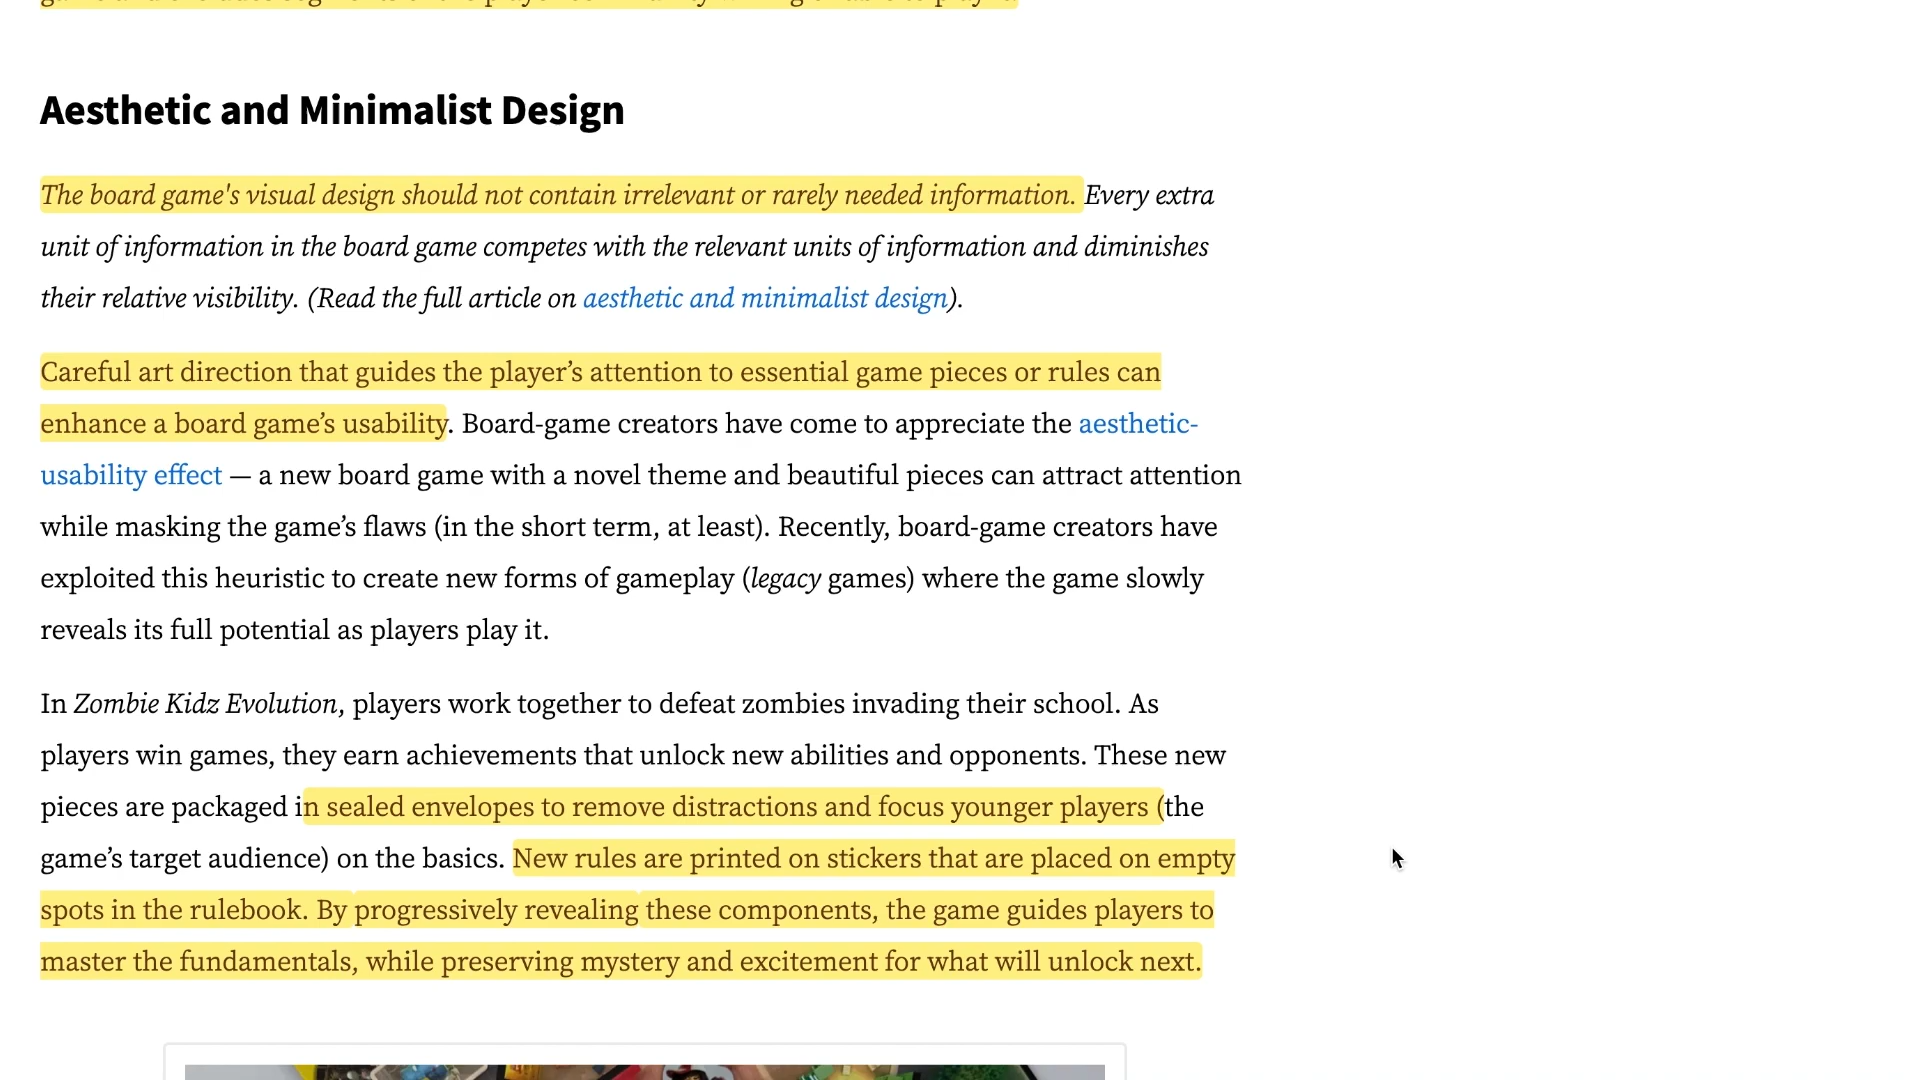 Aesthetic and Minimalist Design
The board game's visual design should not contain irrelevant or rarely needed information. Every extra
unit of information in the board game competes with the relevant units of information and diminishes
their relative visibility. (Read the full article on aesthetic and minimalist design).
Careful art direction that guides the player’s attention to essential game pieces or rules can
enhance a board game’s usability. Board-game creators have come to appreciate the aesthetic-
usability effect — a new board game with a novel theme and beautiful pieces can attract attention
while masking the game’s flaws (in the short term, at least). Recently, board-game creators have
exploited this heuristic to create new forms of gameplay (legacy games) where the game slowly
reveals its full potential as players play it.
In Zombie Kidz Evolution, players work together to defeat zombies invading their school. As
players win games, they earn achievements that unlock new abilities and opponents. These new
pieces are packaged in sealed envelopes to remove distractions and focus younger players (the
game’s target audience) on the basics. New rules are printed on stickers that are placed on empty
spots in the rulebook. By progressively revealing these components, the game guides players to
master the fundamentals, while preserving mystery and excitement for what will unlock next.